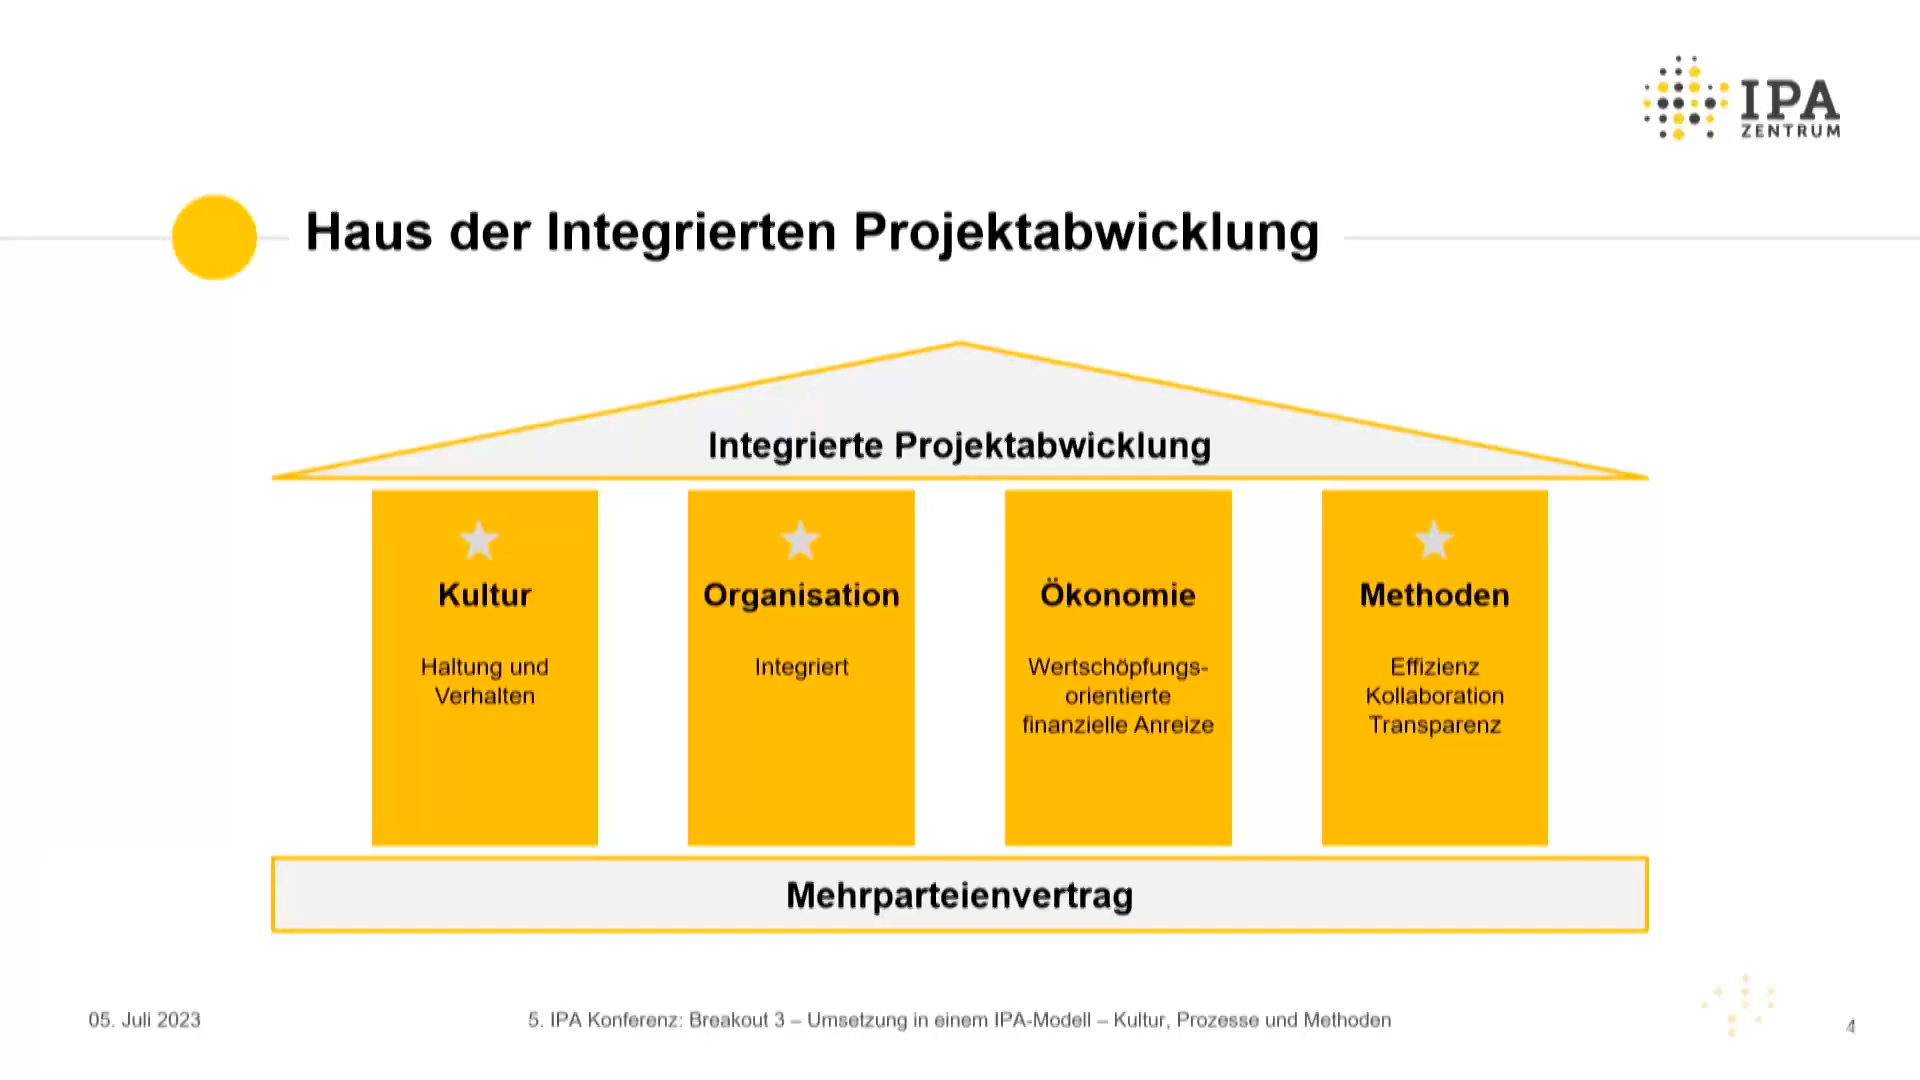 IPA
ZENTRUM
Haus der Integrierten Projektabwicklung
Integrierte Projektabwicklung
Kultur
Haltung und
Verhalten
Organisation
Integriert
Ökonomie
Wertschöpfungs-
orientierte
finanzielle Anreize
Methoden
Effizienz
Kollaboration
Transparenz
Mehrparteienvertrag
05. Juli 2023
5. IPA Konferenz: Breakout 3 – Umsetzung in einem IPA-Modell – Kultur, Prozesse und Methoden
4